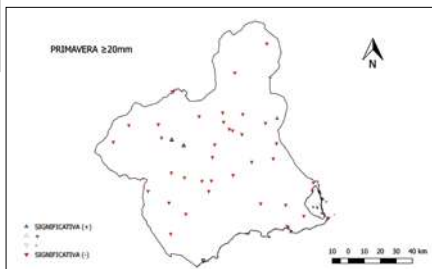 PRIMAVERA ≥20mm
N
SIGNIFICATIVA (+)
+
-
SIGNIFICATIVA (-)
10 0 10 20 30 40 km